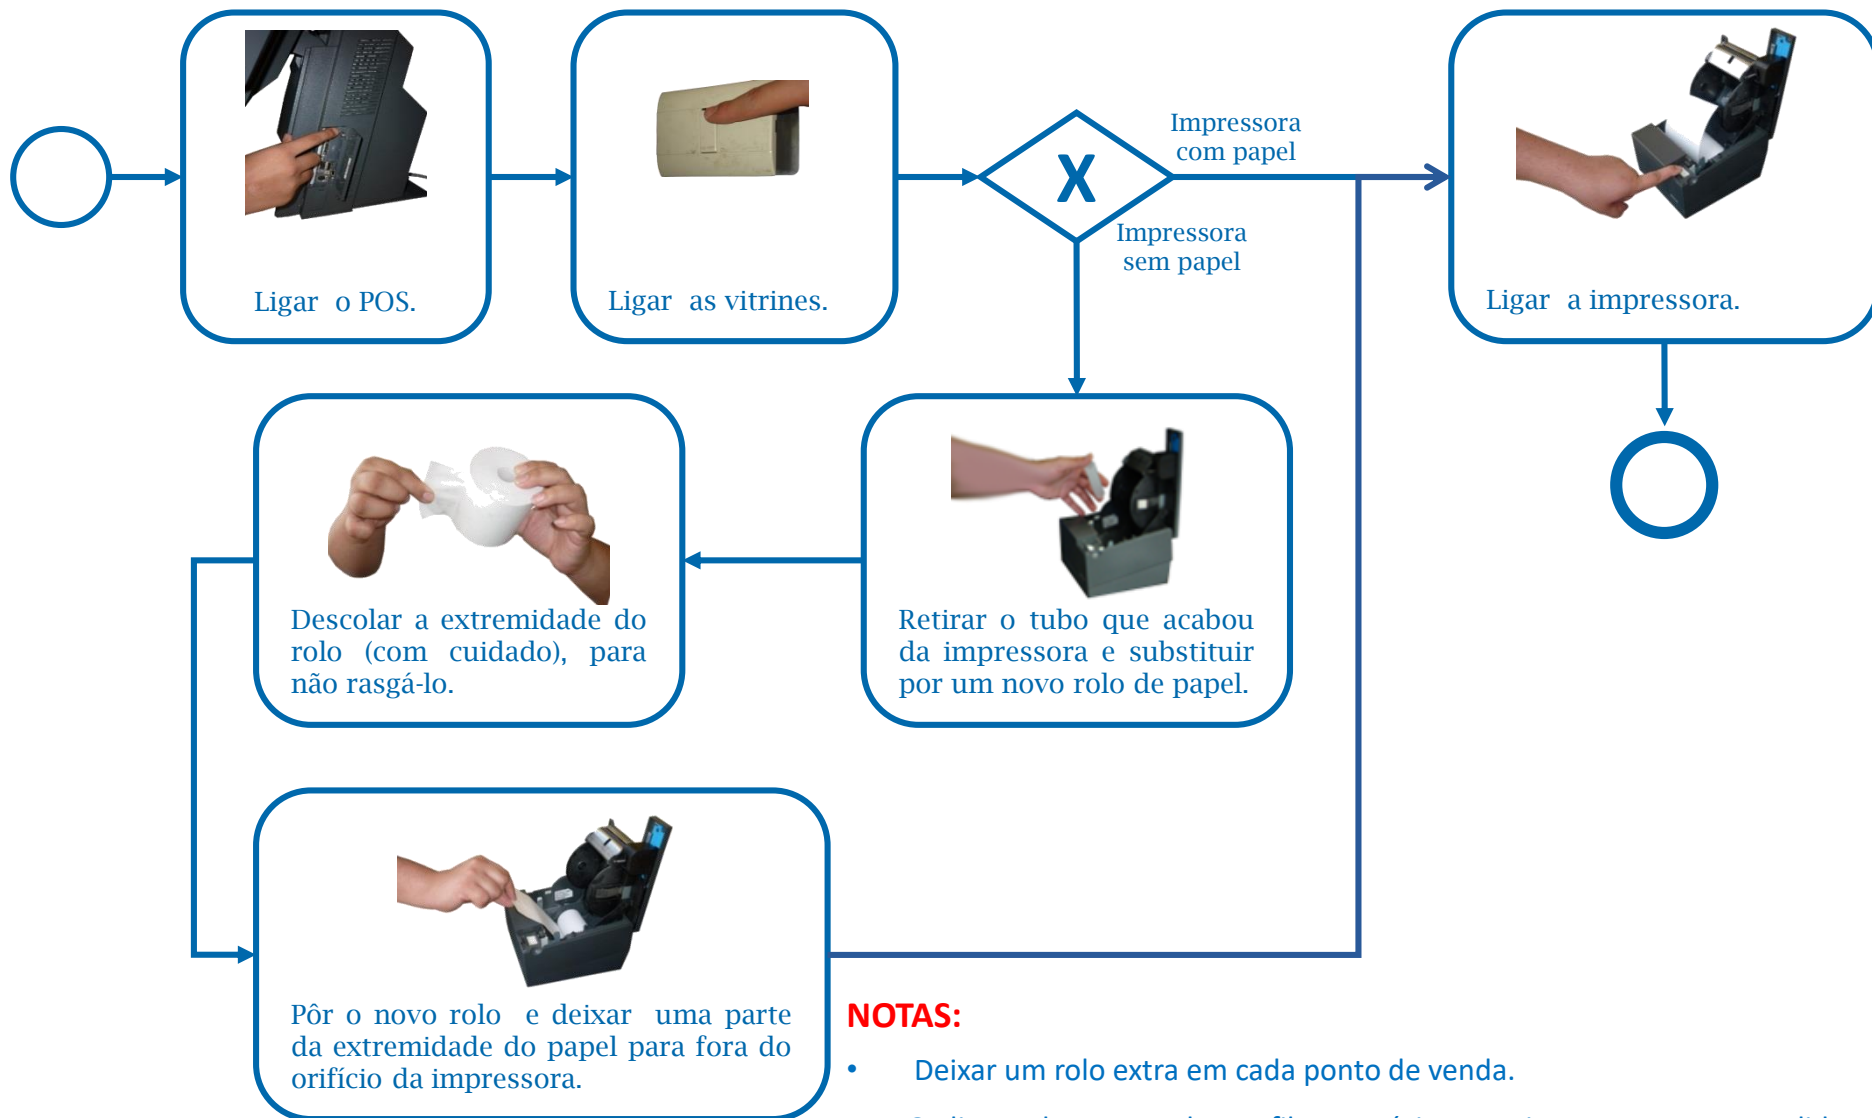 Ligar o POS.
Ligar as vitrines.
X
Impressora
com papel
Impressora
sem papel
Ligar a impressora.
Retirar o tubo que acabou
da impressora e substituir
por um novo rolo de papel.
Descolar a extremidade do
rolo (com cuidado), para
não rasgá-lo.
Pôr o novo rolo e deixar uma parte
da extremidade do papel para fora do
orifício da impressora.
NOTAS:
• Deixar um rolo extra em cada ponto de venda.